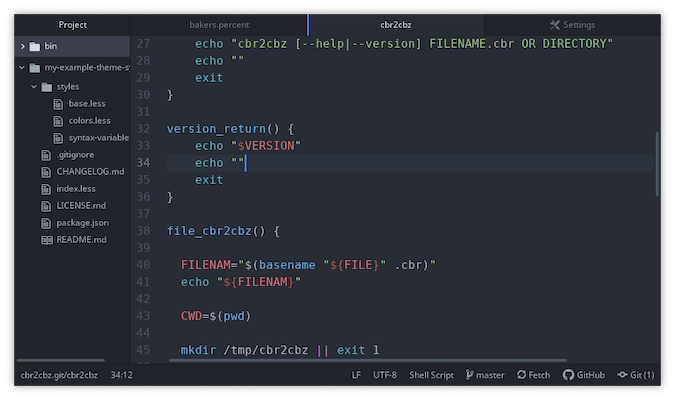 Project
bakers.percent
cbr2cbz
Settings
bin
my-example-theme-s
styles
base.less
colors.less
syntax-variable
.gitignore
CHANGELOG.md
index.less
LICENSE.md
package.json
README.md
27 echo "cbr2cbz [--help|--version] FILENAME.cbr OR DIRECTORY"
28 echo ""
29 exit
30 }
31
32 version_return() {
33 echo "$VERSION"
34 echo ""
35 exit
36 }
37
38 file_cbr2cbz() {
39
40 FILENAM="$(basename "${FILE}" .cbr)"
41 echo "${FILENAM}"
42
43 CWD=$(pwd)
44
45 mkdir /tmp/cbr2cbz || exit 1
cbr2cbz.git/cbr2cbz 34:12 LF UTF-8 Shell Script master Fetch GitHub Git (1)